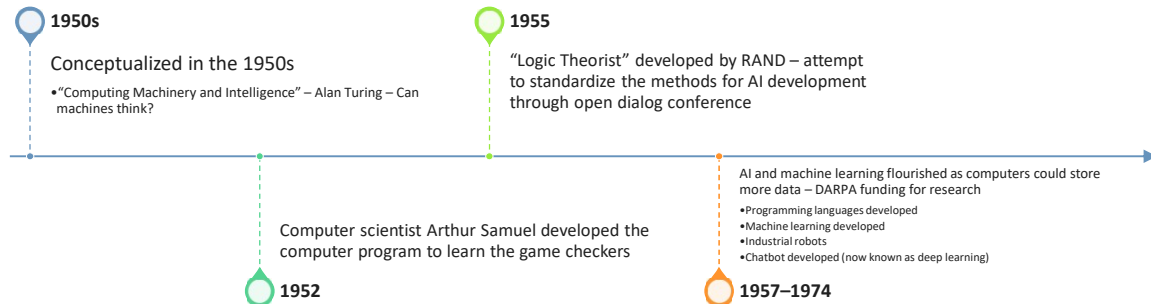 1950s
Conceptualized in the 1950s
•“Computing Machinery and Intelligence” – Alan Turing – Can
machines think?
1955
“Logic Theorist” developed by RAND – attempt
to standardize the methods for AI development
through open dialog conference
Computer scientist Arthur Samuel developed the
computer program to learn the game checkers
1952
AI and machine learning flourished as computers could store
more data – DARPA funding for research
•Programming languages developed
•Machine learning developed
•Industrial robots
•Chatbot developed (now known as deep learning)
1957–1974